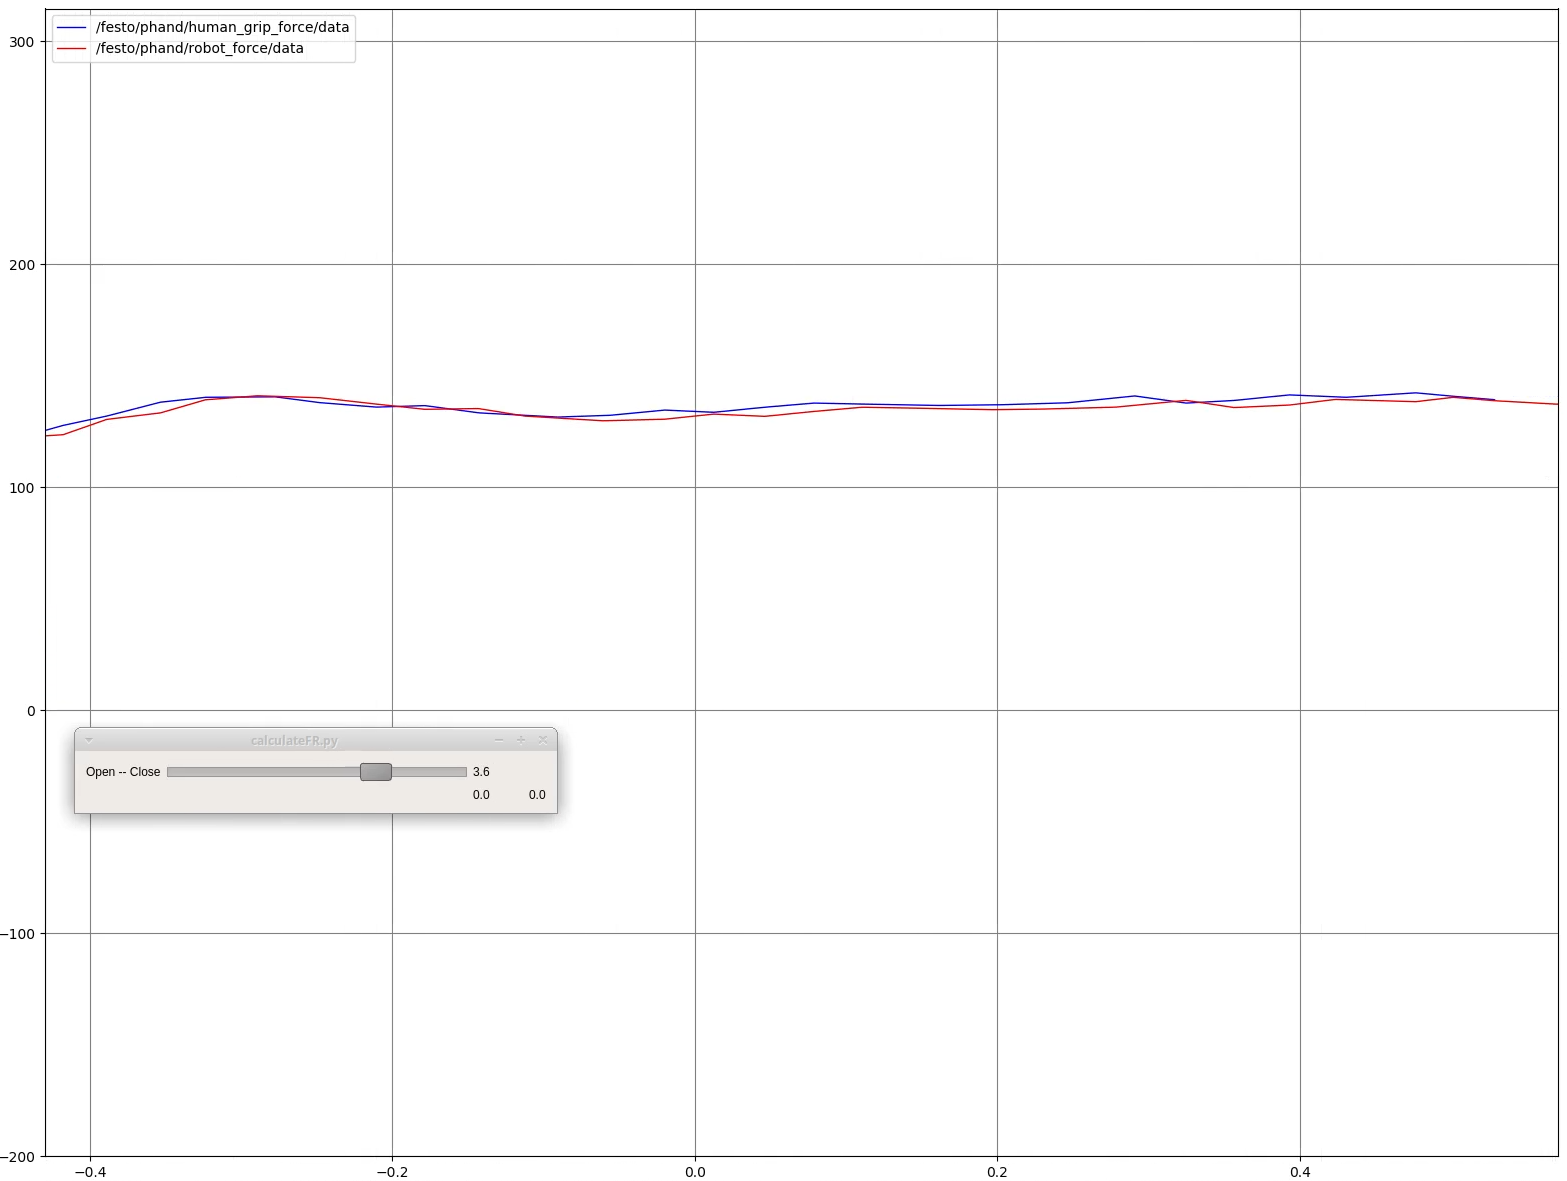 /festo/phand/human_grip_force/data
/festo/phand/robot_force/data
300
200
100
0
calculateFR.py
Open -- Close 3.6
0.0 0.0
−100
−200
−0.4 −0.2 0.0 0.2 0.4